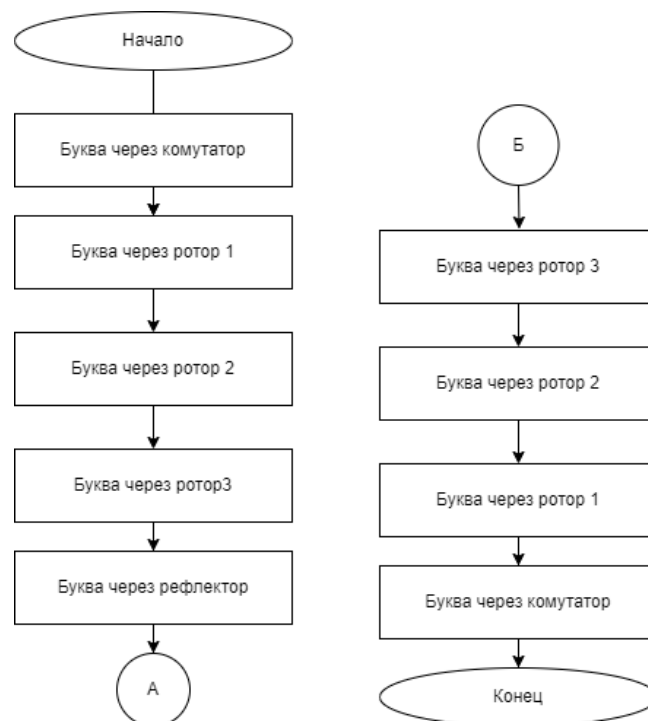 Начало
Буква через комутатор
Буква через ротор 1
Буква через ротор 2
Буква через ротор3
Буква через рефлектор
А
Б
Буква через ротор 3
Буква через ротор 2
Буква через ротор 1
Буква через комутатор
Конец